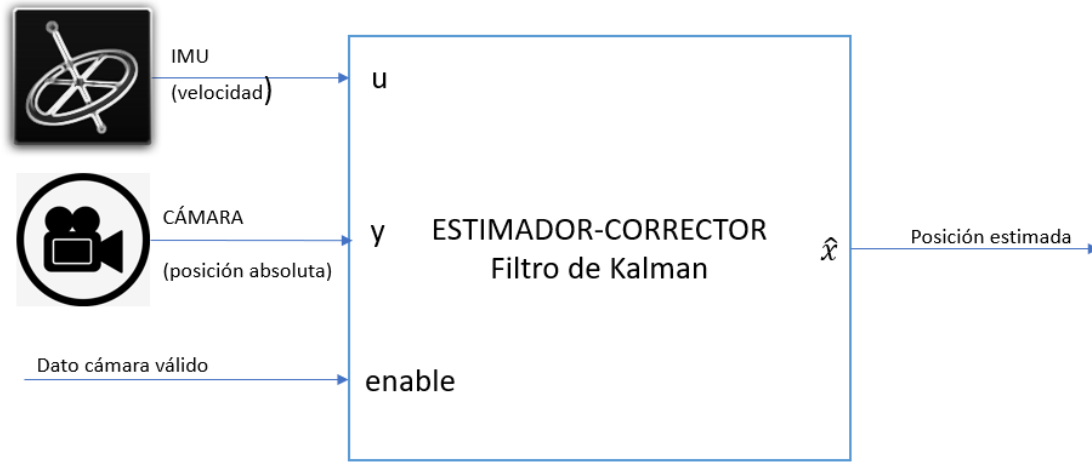 IMU
(velocidad)
u
CÁMARA
(posición absoluta)
y
ESTIMADOR-CORRECTOR
Filtro de Kalman
x̂
Posición estimada
Dato cámara válido
enable